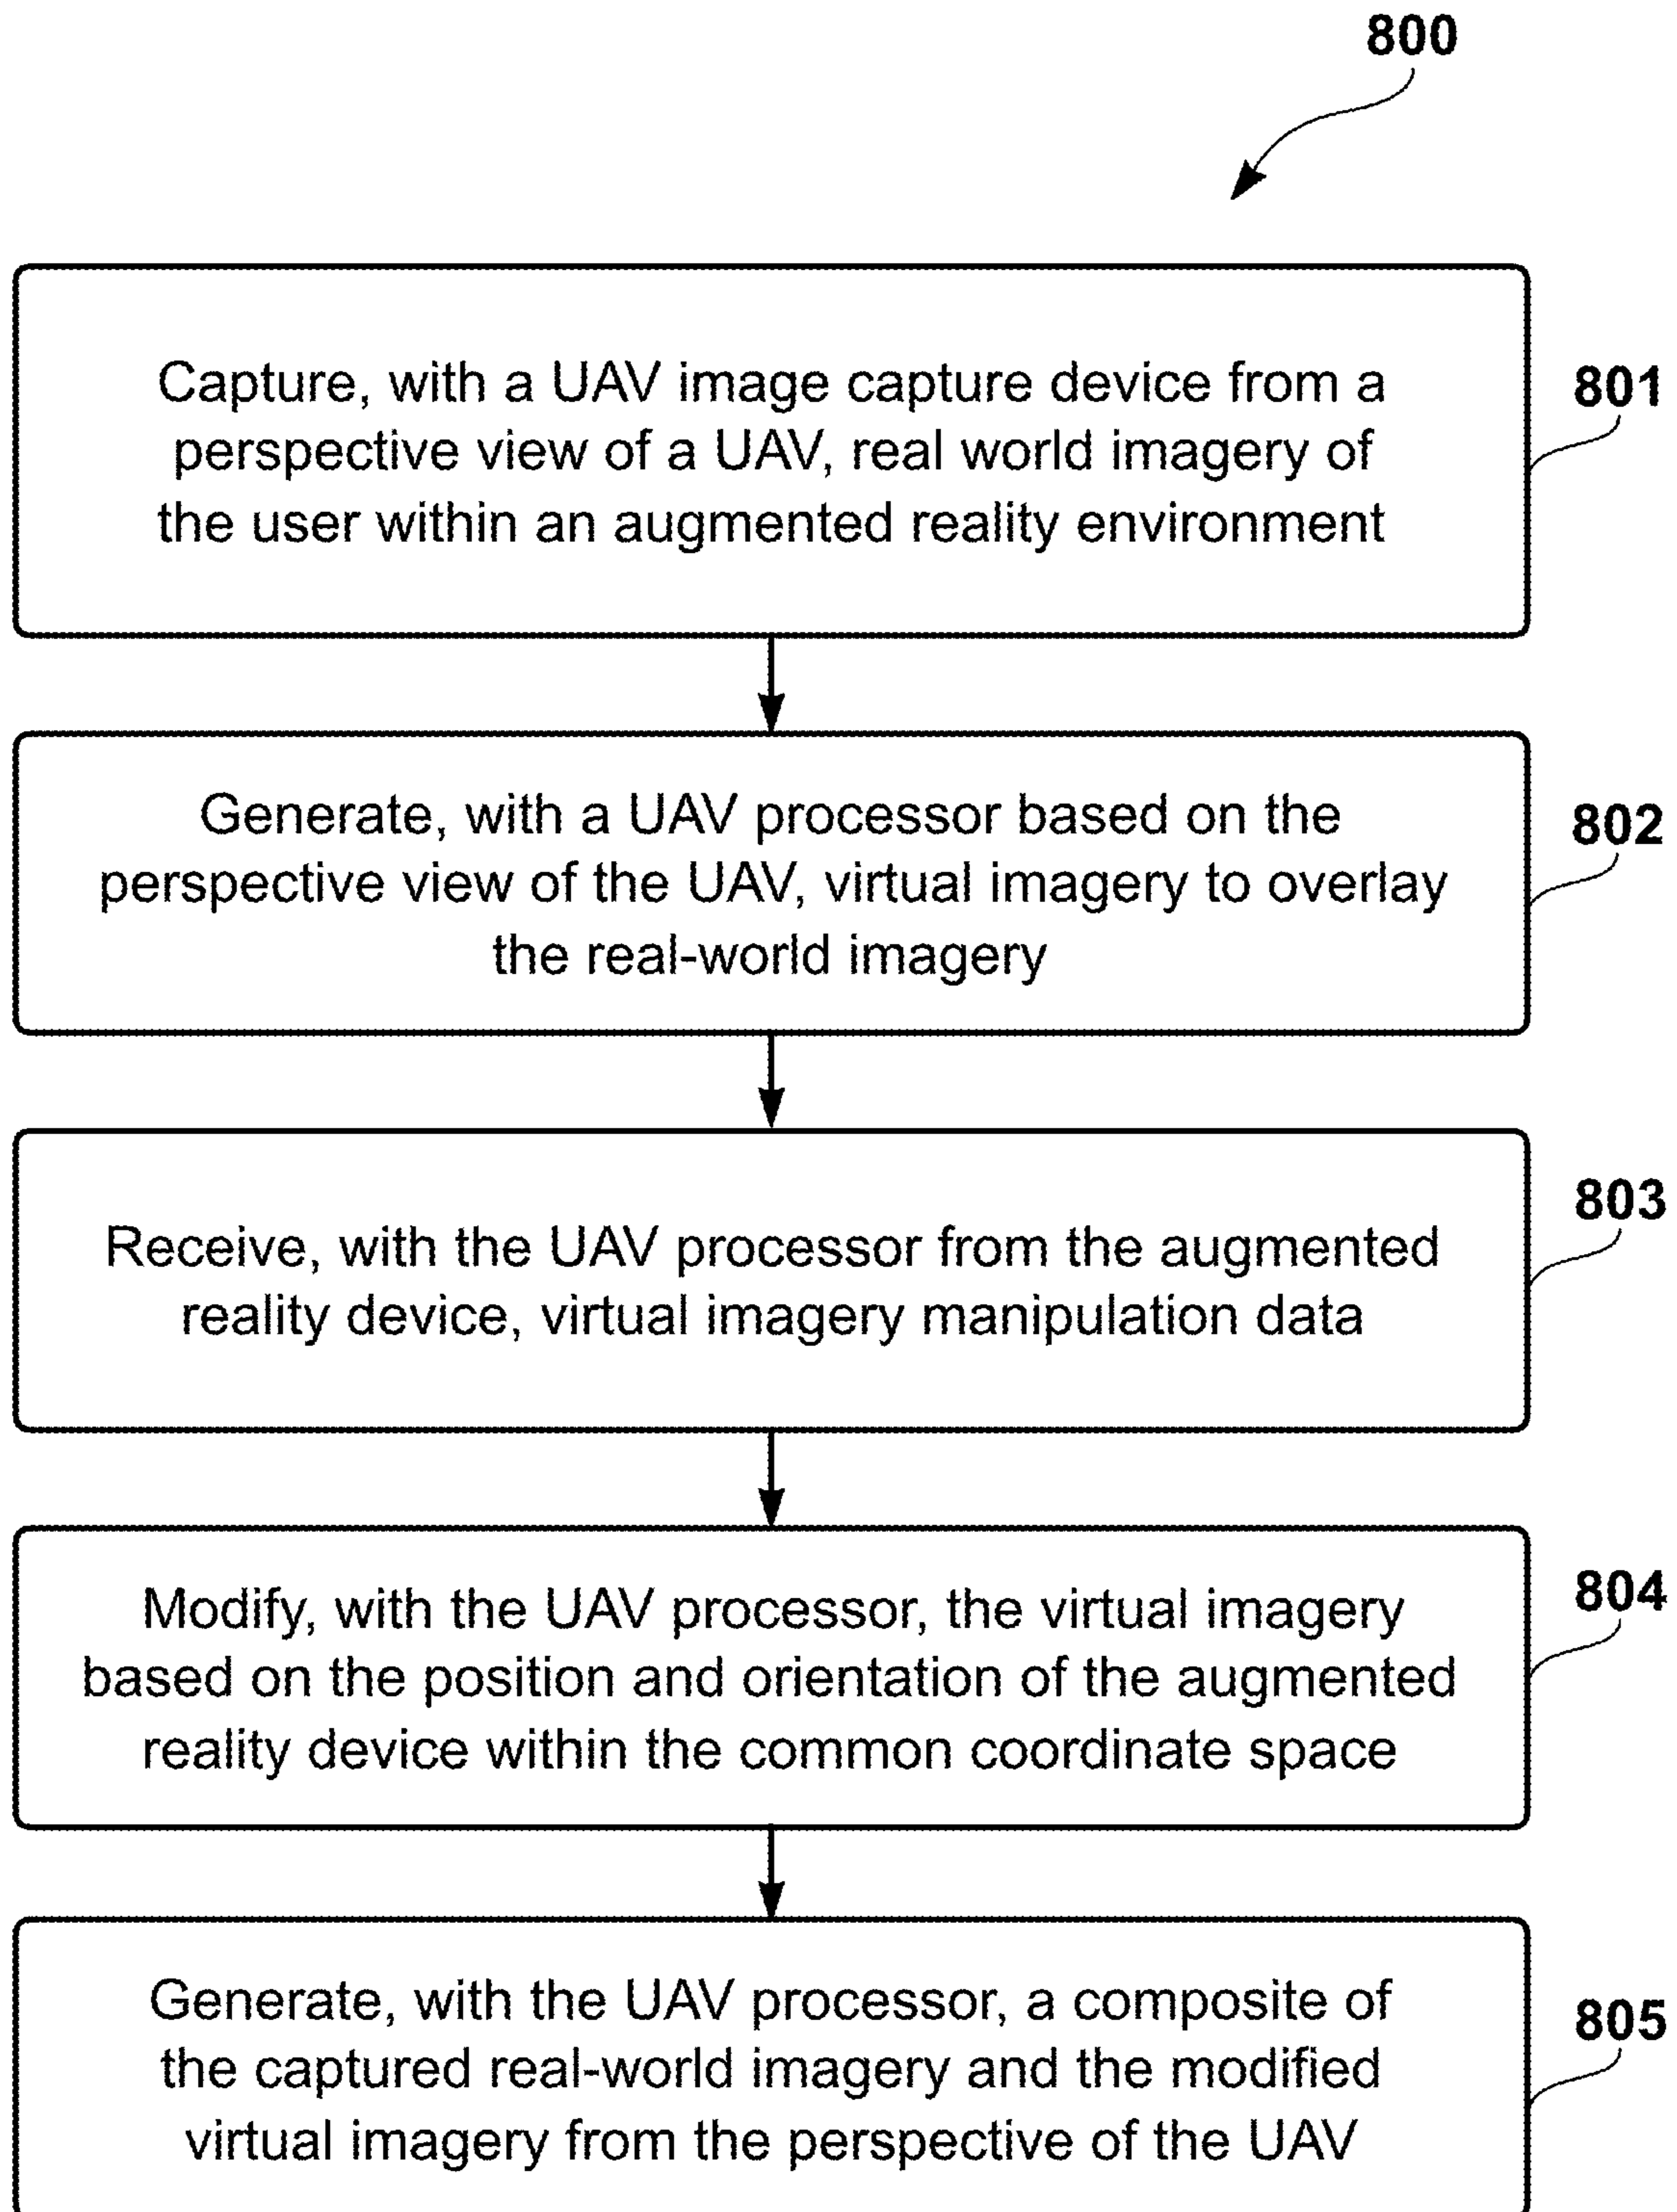 800
Capture, with a UAV image capture device from a
perspective view of a UAV, real world imagery of
the user within an augmented reality environment
801
Generate, with a UAV processor based on the
perspective view of the UAV, virtual imagery to overlay
the real-world imagery
802
Receive, with the UAV processor from the augmented
reality device, virtual imagery manipulation data
803
Modify, with the UAV processor, the virtual imagery
based on the position and orientation of the augmented
reality device within the common coordinate space
804
Generate, with the UAV processor, a composite of
the captured real-world imagery and the modified
virtual imagery from the perspective of the UAV
805